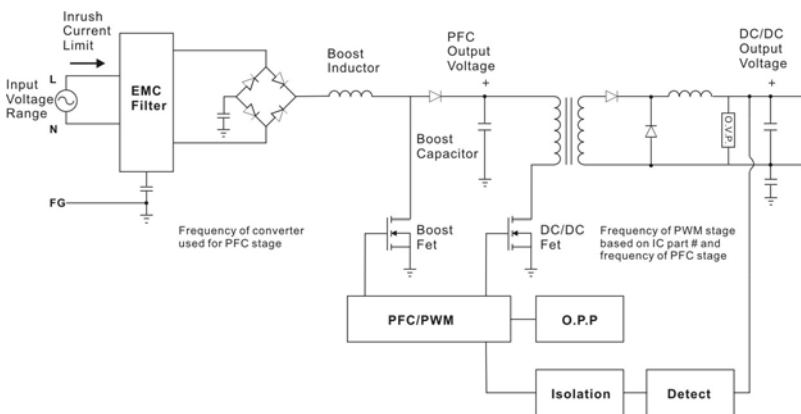 Inrush
Current
Limit
Input
Voltage
Range
L
N
EMC
Filter
FG
Boost
Inductor
PFC
Output
Voltage
+
DC/DC
Output
Voltage
+
Boost
Capacitor
O.V.P.
Frequency of converter
used for PFC stage
Boost
Fet
DC/DC
Fet
Frequency of PWM stage
based on IC part # and
frequency of PFC stage
PFC/PWM
O.P.P
Isolation
Detect